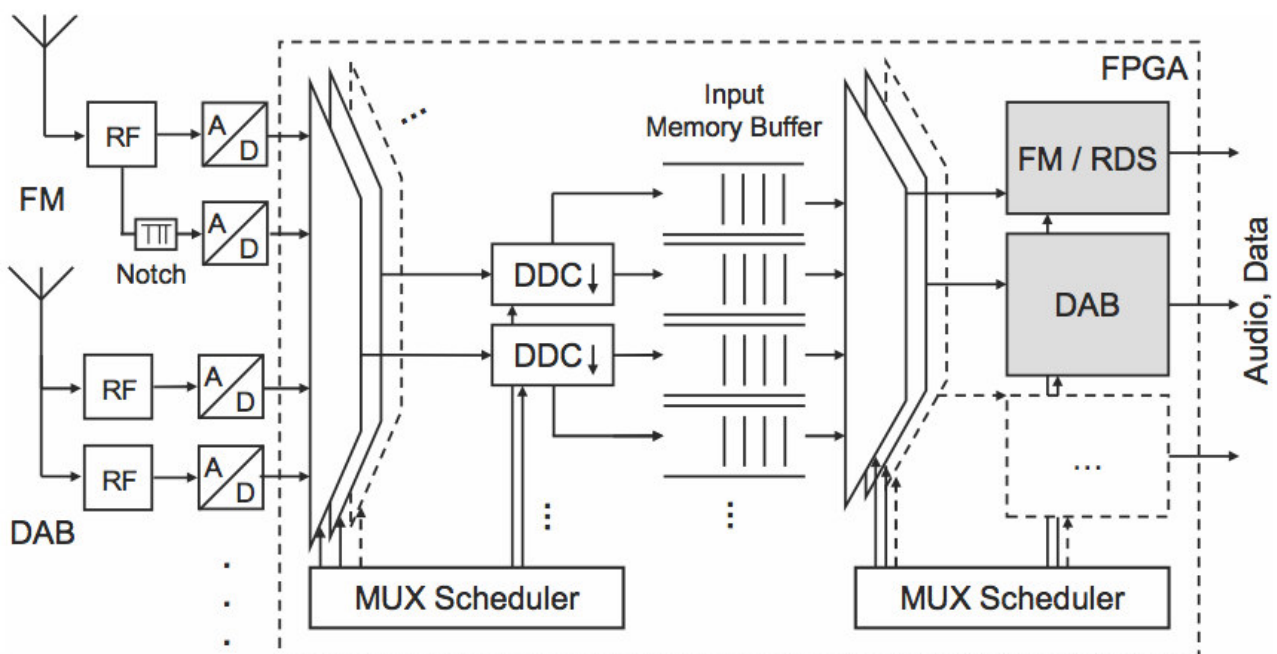 FPGA
Input
Memory Buffer
RF
A
D
FM / RDS
FM
A
D
Notch
DDC↓
DAB
Audio, Data
DDC↓
RF
A
D
RF
A
D
...
DAB
MUX Scheduler
MUX Scheduler